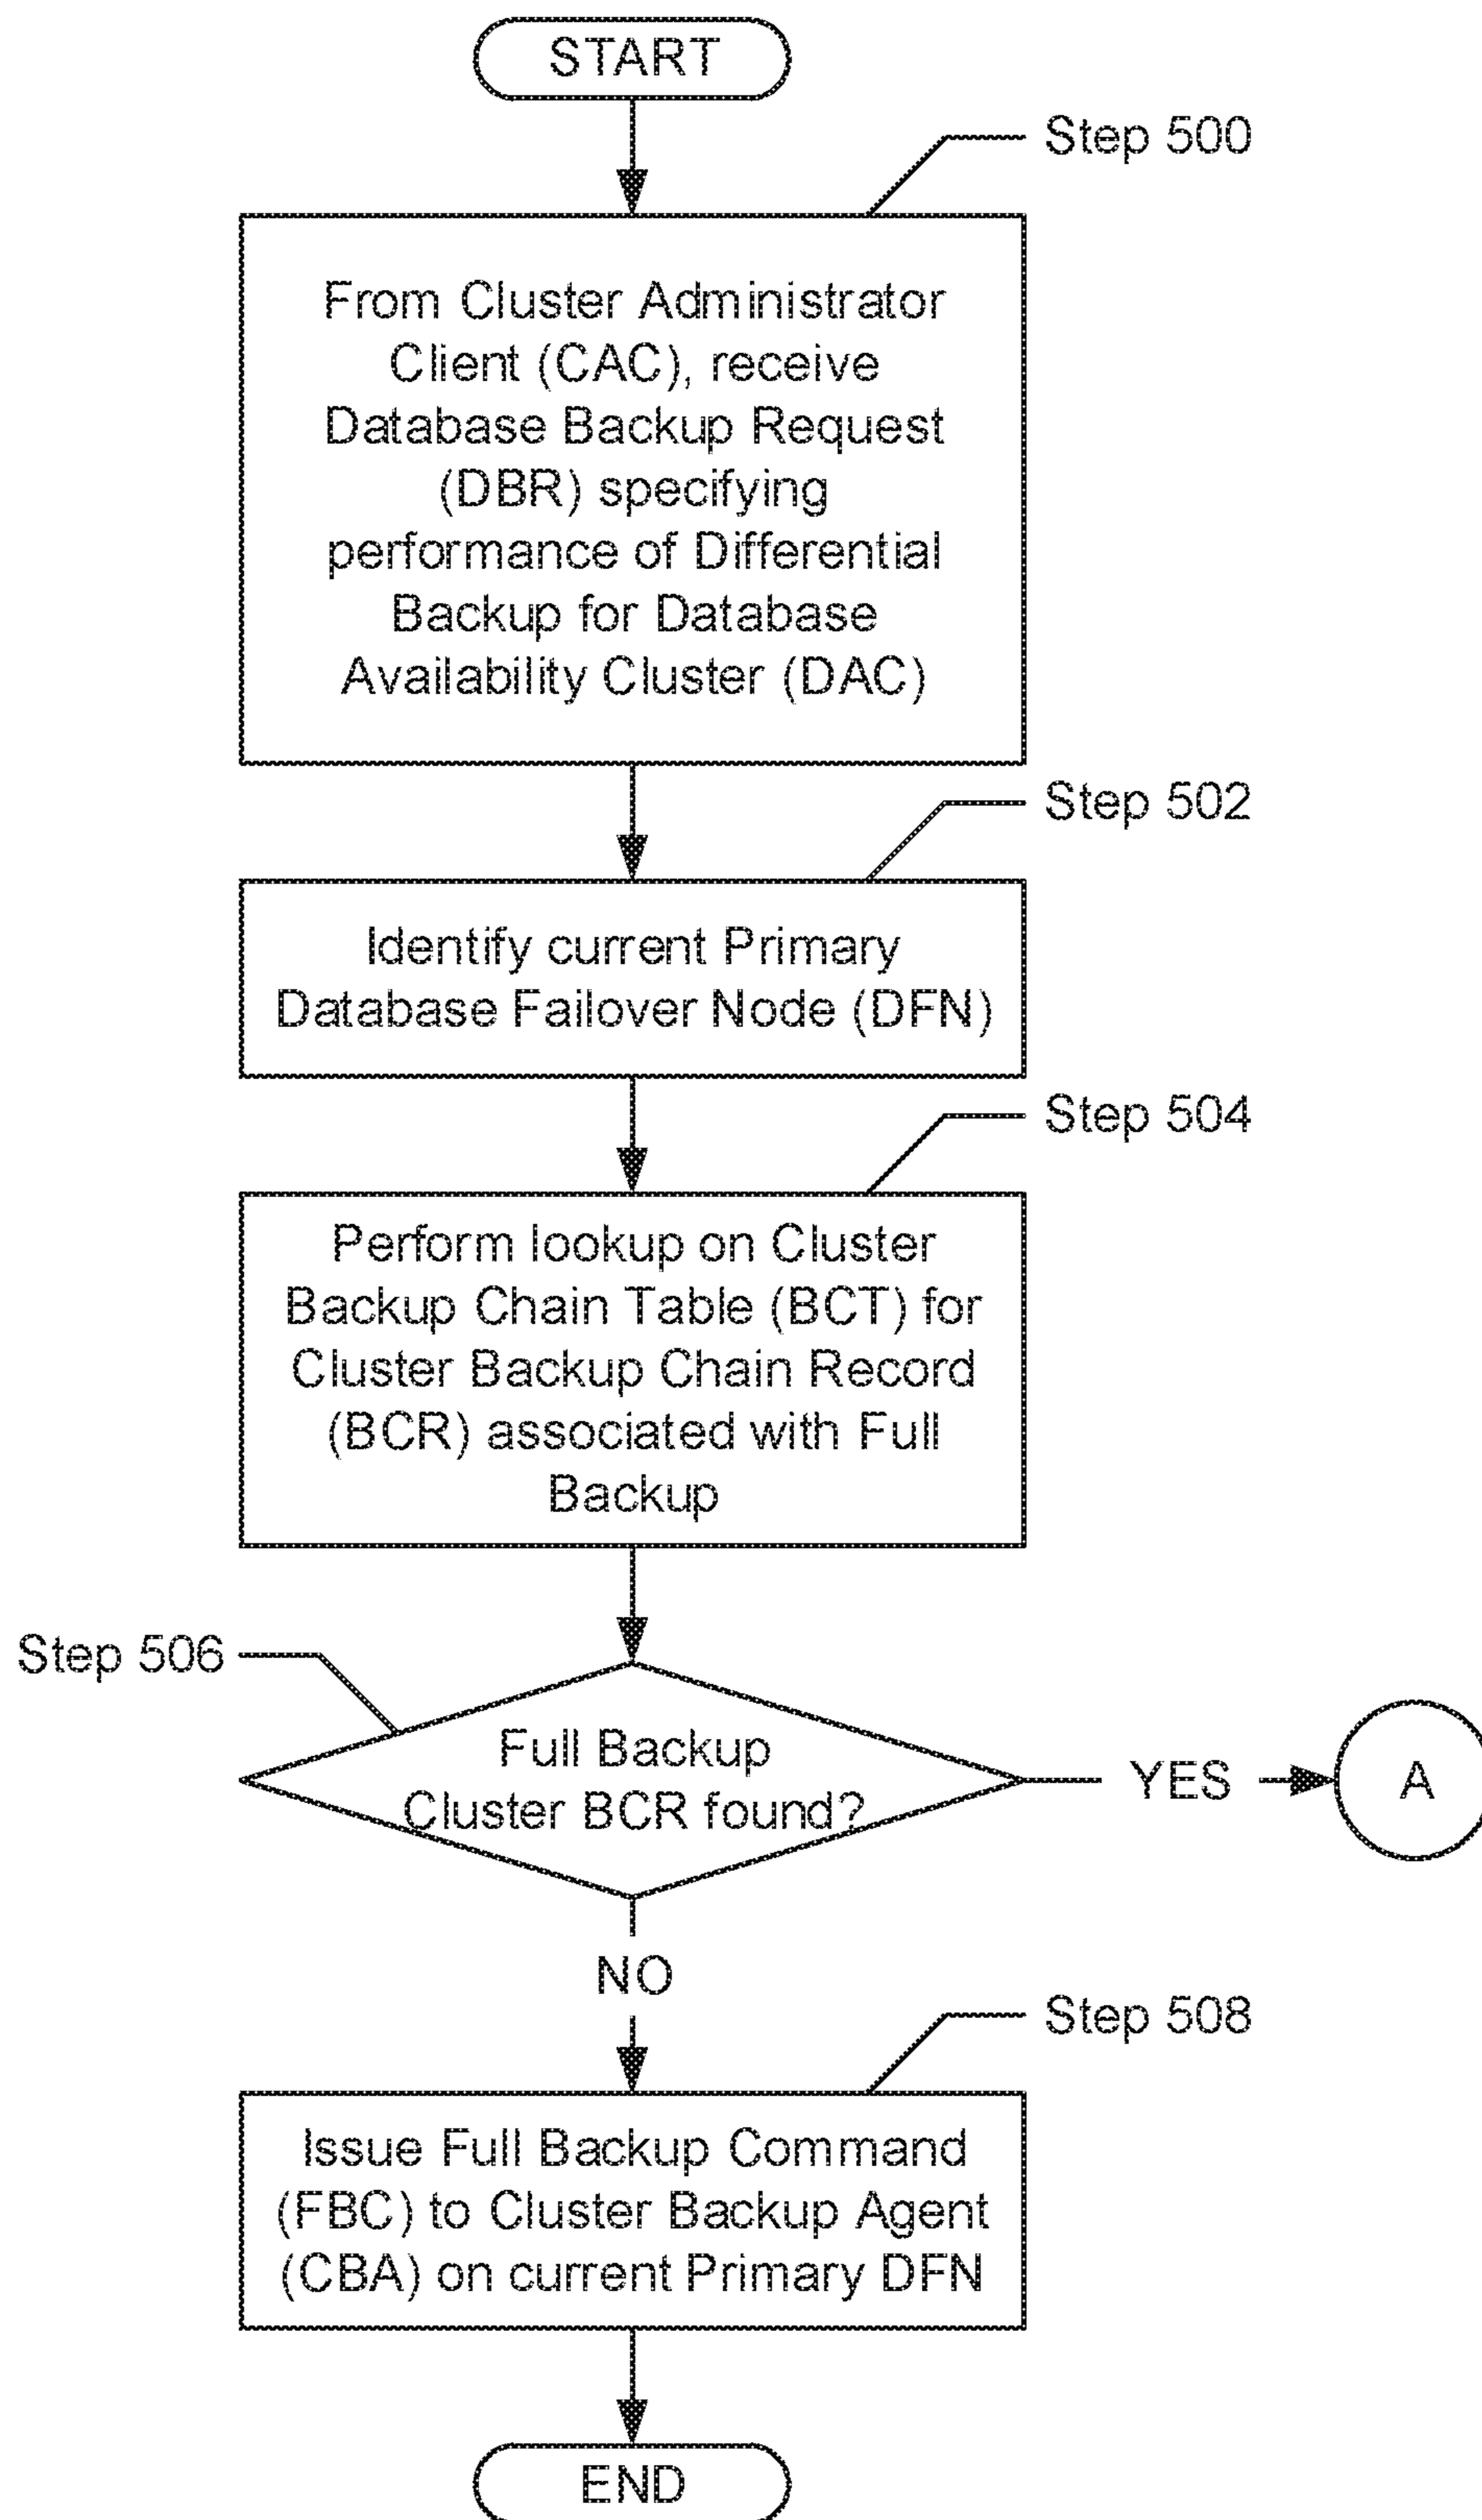 START
Step 500
From Cluster Administrator
Client (CAC), receive
Database Backup Request
(DBR) specifying
performance of Differential
Backup for Database
Availability Cluster (DAC)
Step 502
Identify current Primary
Database Failover Node (DFN)
Step 504
Perform lookup on Cluster
Backup Chain Table (BCT) for
Cluster Backup Chain Record
(BCR) associated with Full
Backup
Step 506
Full Backup
Cluster BCR found?
YES
A
NO
Step 508
Issue Full Backup Command
(FBC) to Cluster Backup Agent
(CBA) on current Primary DFN
END